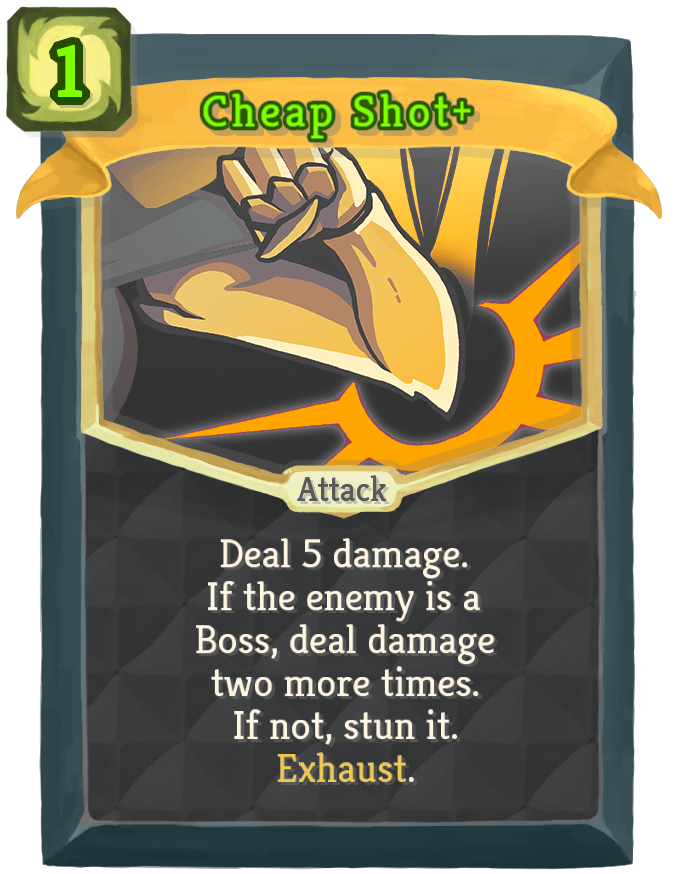 1
Cheap Shot+
Attack
Deal 5 damage.
If the enemy is a
Boss, deal damage
two more times.
If not, stun it.
Exhaust.